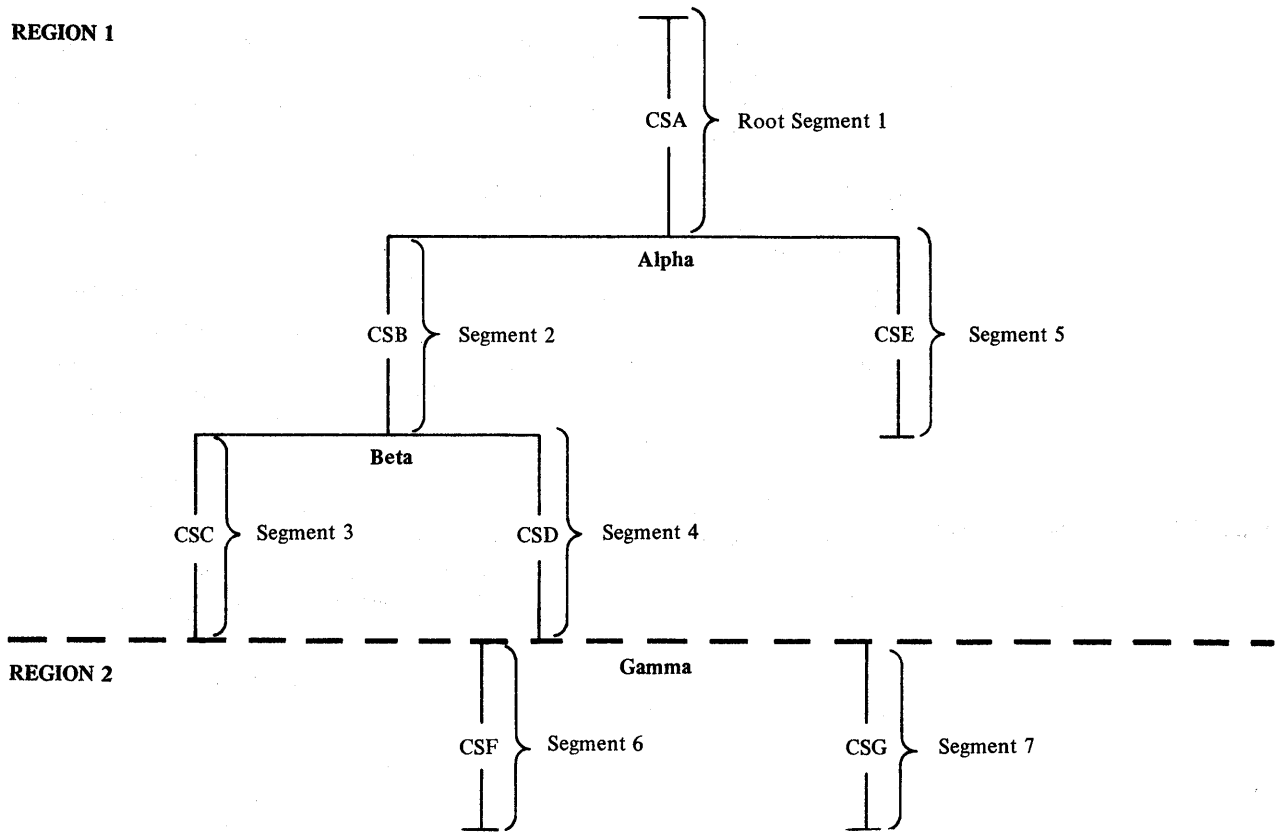 REGION 1
CSA
Root Segment 1
Alpha
CSB
Segment 2
CSE
Segment 5
Beta
CSC
Segment 3
CSD
Segment 4
REGION 2
Gamma
CSF
Segment 6
CSG
Segment 7